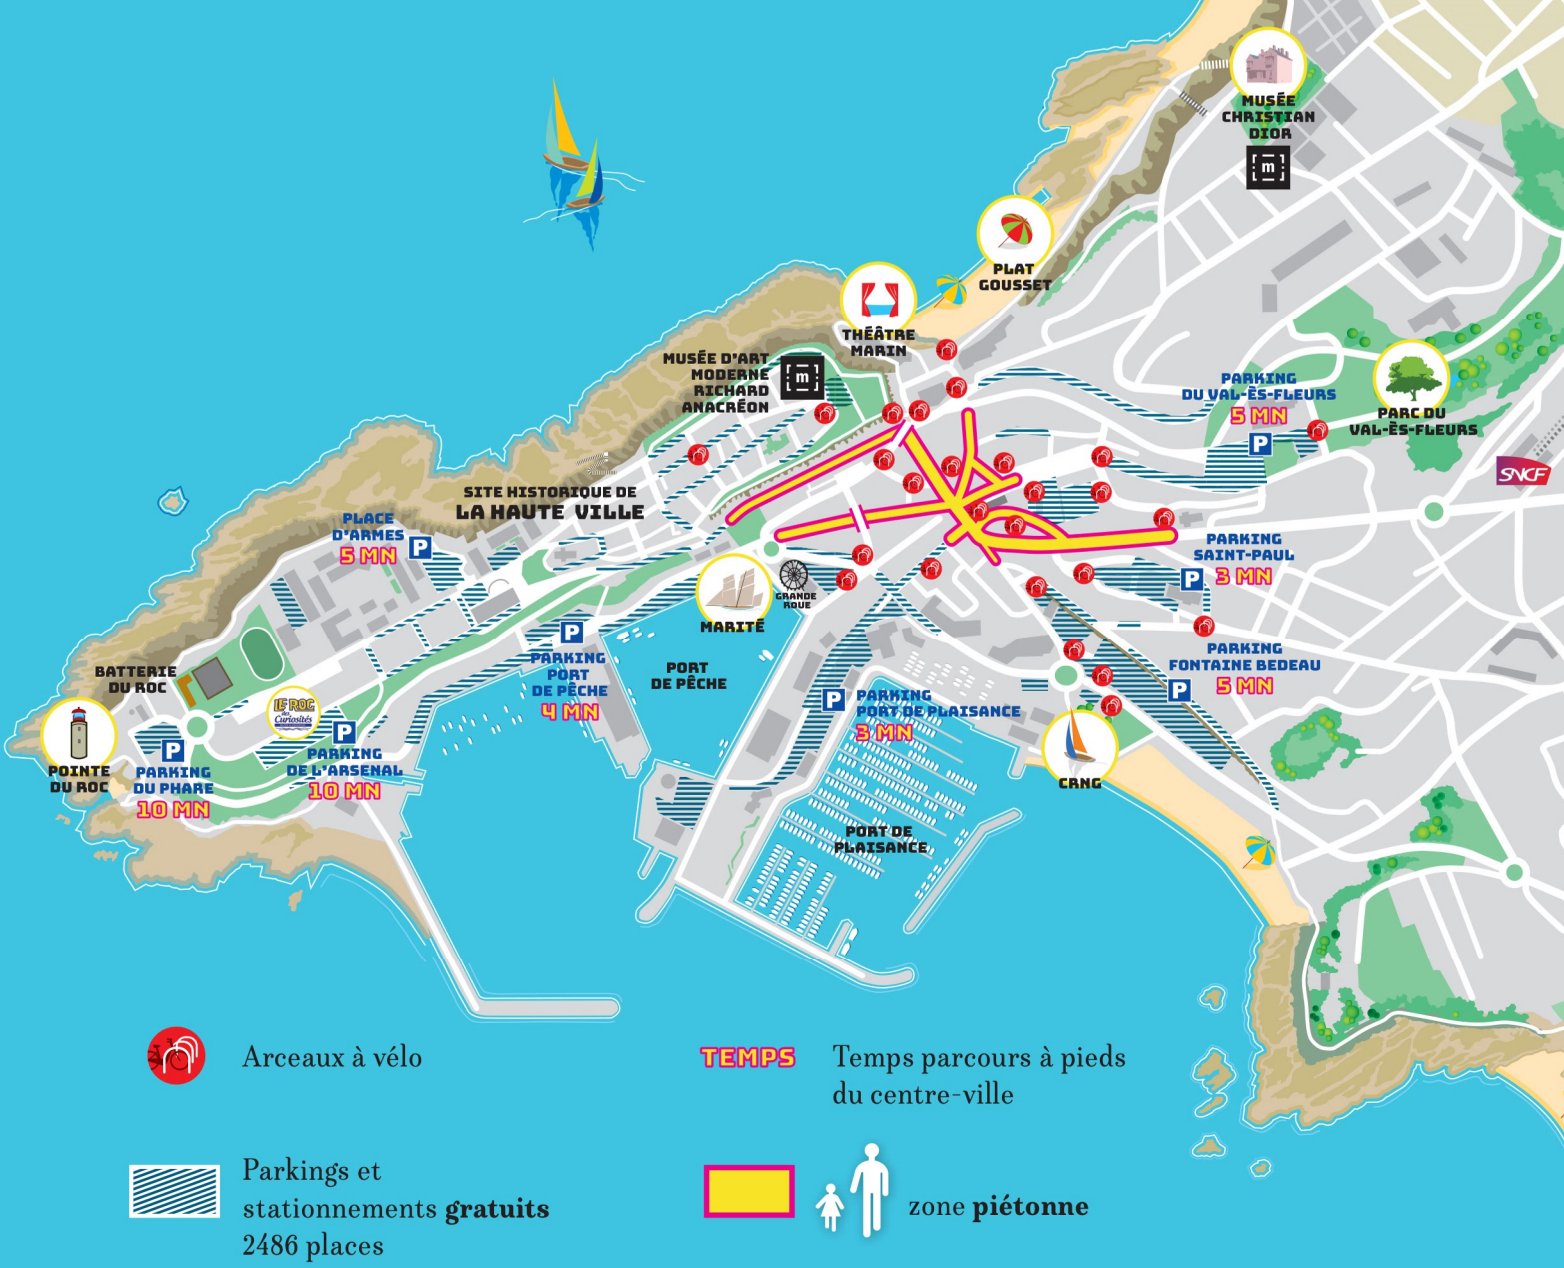 MUSÉE
CHRISTIAN
DIOR
[m]
PLAT
GOUSSET
THÉÂTRE
MARIN
MUSÉE D'ART
MODERNE
RICHARD
ANACRÉON
[m]
PARKING
DU VAL-ÈS-FLEURS
5 MN
P
PARC DU
VAL-ÈS-FLEURS
SNCF
SITE HISTORIQUE DE
LA HAUTE VILLE
PLACE
D'ARMES
5 MN
P
PARKING
SAINT-PAUL
3 MN
P
GRANDE
ROUE
MARITÉ
P
PARKING
PORT
DE PÊCHE
4 MN
PORT
DE PÊCHE
PARKING
FONTAINE BEDEAU
5 MN
P
BATTERIE
DU ROC
LE ROC
des
Curiosités
P
PARKING
PORT DE PLAISANCE
3 MN
POINTE
DU ROC
P
PARKING
DU PHARE
10 MN
P
PARKING
DE L'ARSENAL
10 MN
CRNG
PORT DE
PLAISANCE
Arceaux à vélo
TEMPS
Temps parcours à pieds
du centre-ville
Parkings et
stationnements gratuits
2486 places
zone piétonne